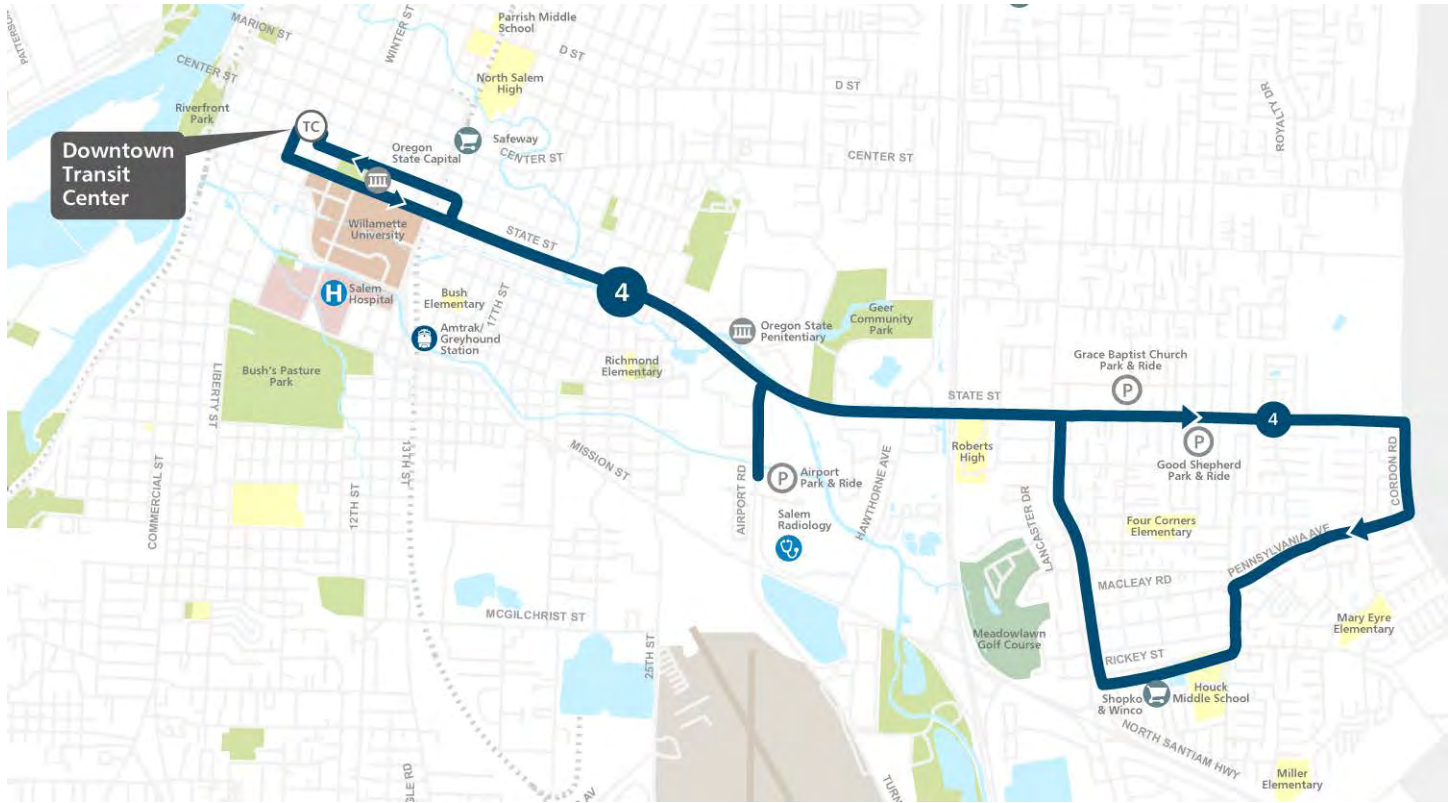 PATTERSON
MARION ST
WINTER ST
Parrish Middle
School
D ST
CENTER ST
Riverfront
Park
North Salem
High
D ST
ROYALTY DR
Downtown
Transit
Center
TC
Oregon
State Capital
Safeway
CENTER ST
CENTER ST
Willamette
University
STATE ST
4
H
Salem
Hospital
Bush
Elementary
17TH ST
Amtrak/
Greyhound
Station
Oregon State
Penitentiary
Geer
Community
Park
Richmond
Elementary
Bush's Pasture
Park
LIBERTY ST
Grace Baptist Church
Park & Ride
P
STATE ST
4
P
Good Shepherd
Park & Ride
CORDON RD
Roberts
High
COMMERCIAL ST
12TH ST
13TH ST
MISSION ST
AIRPORT RD
P
Airport
Park & Ride
Salem
Radiology
HAWTHORNE AVE
LANCASTER DR
Four Corners
Elementary
PENNSYLVANIA AVE
MACLEAY RD
MCGILCHRIST ST
25TH ST
Meadowlawn
Golf Course
Mary Eyre
Elementary
RICKEY ST
Shopko
& Winco
Houck
Middle School
NORTH SANTIAM HWY
Miller
Elementary